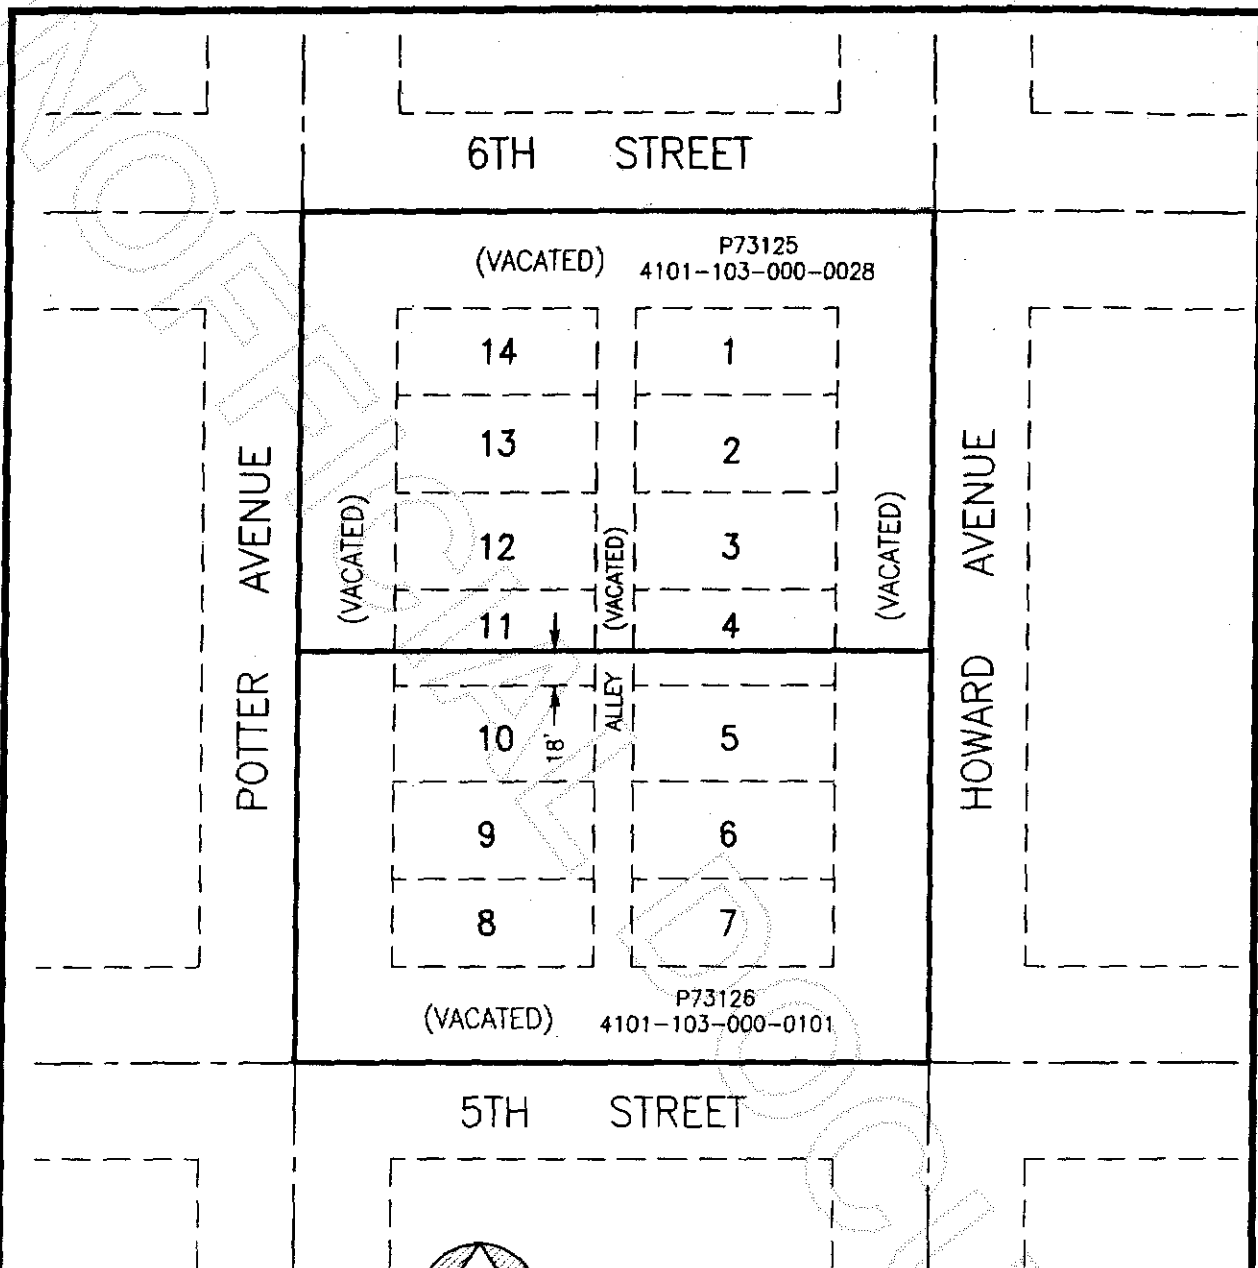 6TH STREET
(VACATED)
P73125
4101-103-000-0028
14
1
13
2
12
3
11
4
(VACATED)
(VACATED)
(VACATED)
POTTER AVENUE
HOWARD AVENUE
ALLEY
18'
10
5
9
6
8
7
(VACATED)
P73126
4101-103-000-0101
5TH STREET
UNOFFICIAL DOCU